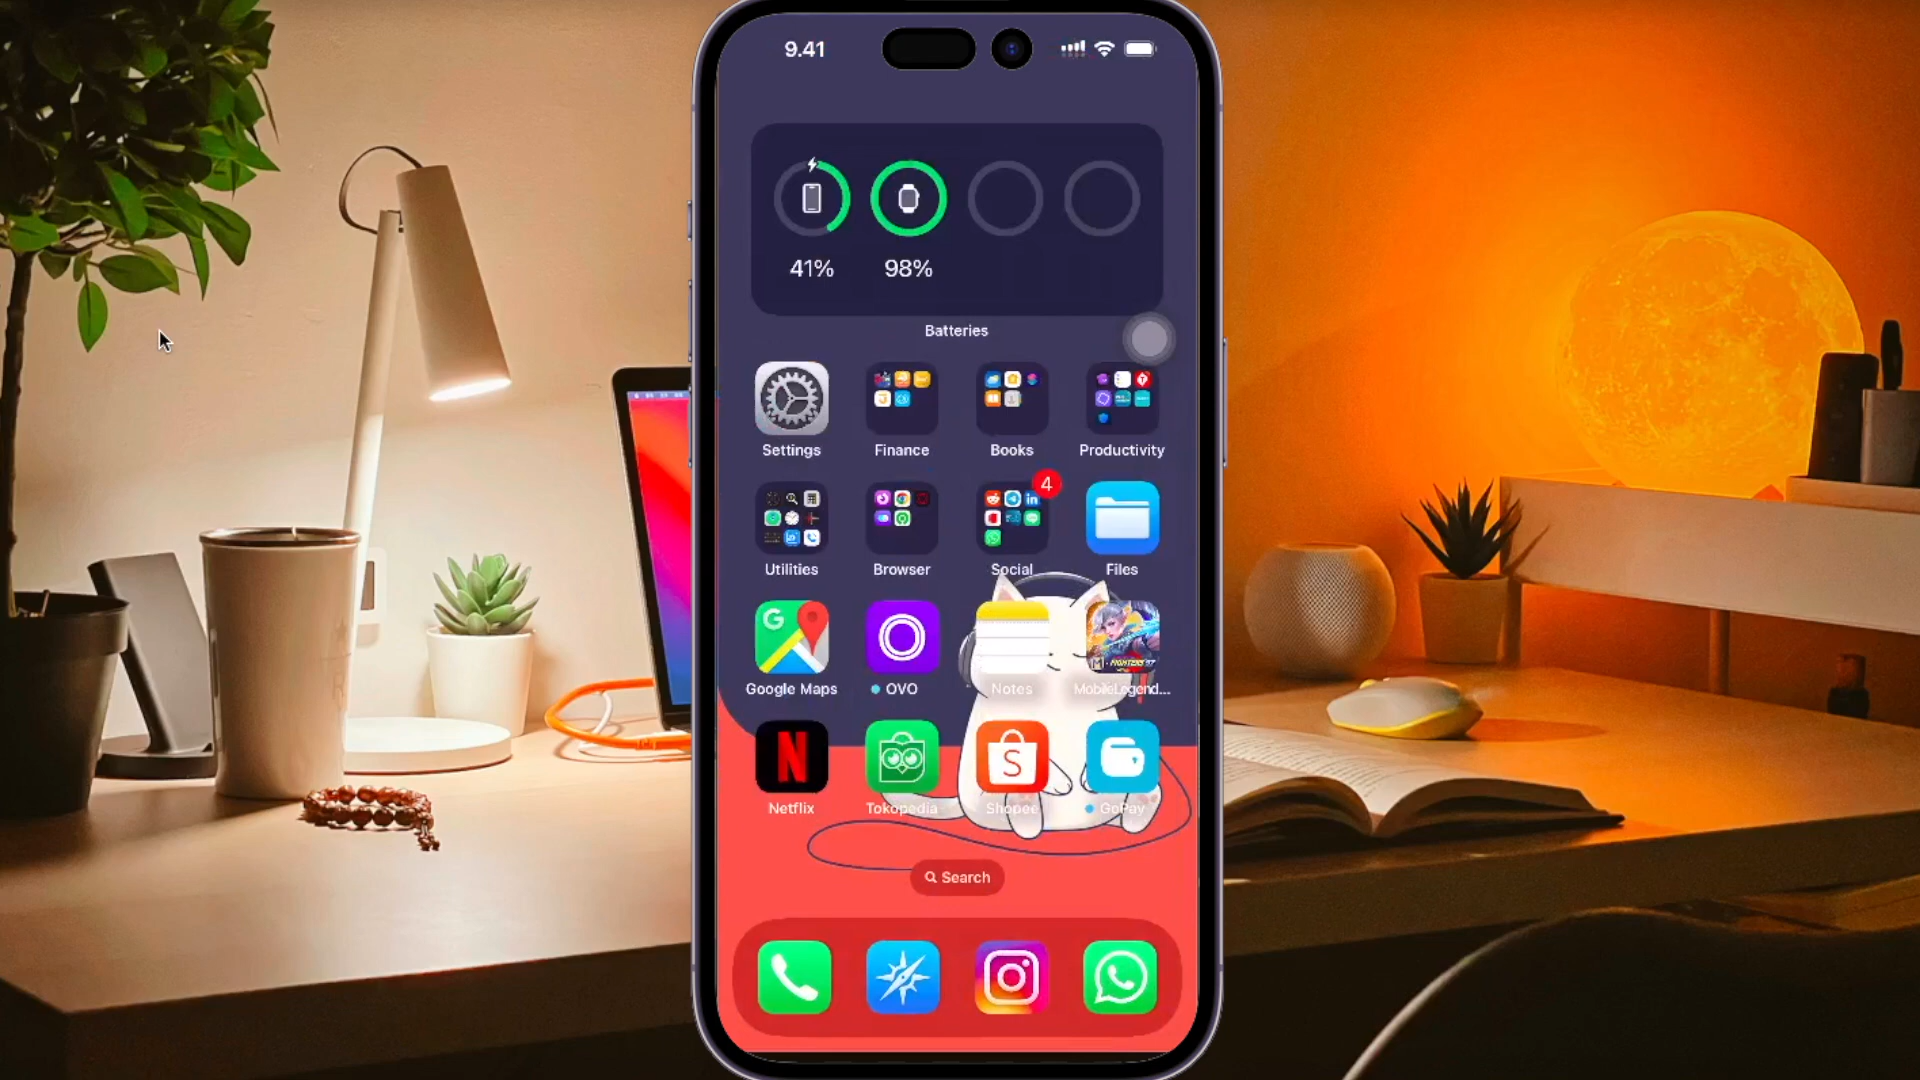 9.41
41% 98%
Batteries
Settings Finance Books Productivity
4
Utilities Browser Social Files
Google Maps OVO Notes MobileLegend...
Netflix Tokopedia Shopee GoPay
Search